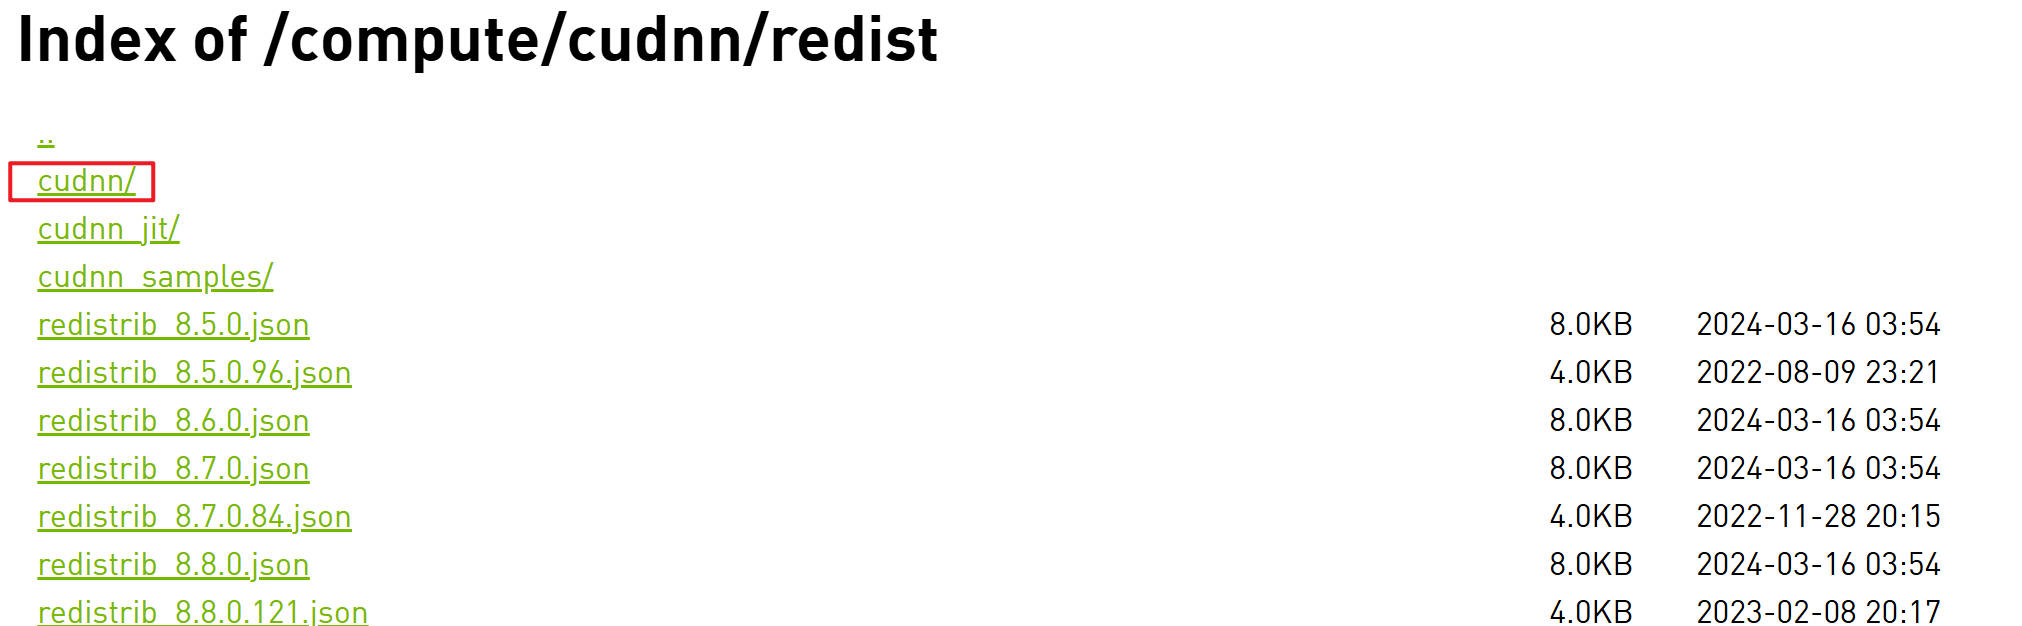 Index of /compute/cudnn/redist
..
cudnn/
cudnn_jit/
cudnn_samples/
redistrib_8.5.0.json 8.0KB 2024-03-16 03:54
redistrib_8.5.0.96.json 4.0KB 2022-08-09 23:21
redistrib_8.6.0.json 8.0KB 2024-03-16 03:54
redistrib_8.7.0.json 8.0KB 2024-03-16 03:54
redistrib_8.7.0.84.json 4.0KB 2022-11-28 20:15
redistrib_8.8.0.json 8.0KB 2024-03-16 03:54
redistrib_8.8.0.121.json 4.0KB 2023-02-08 20:17